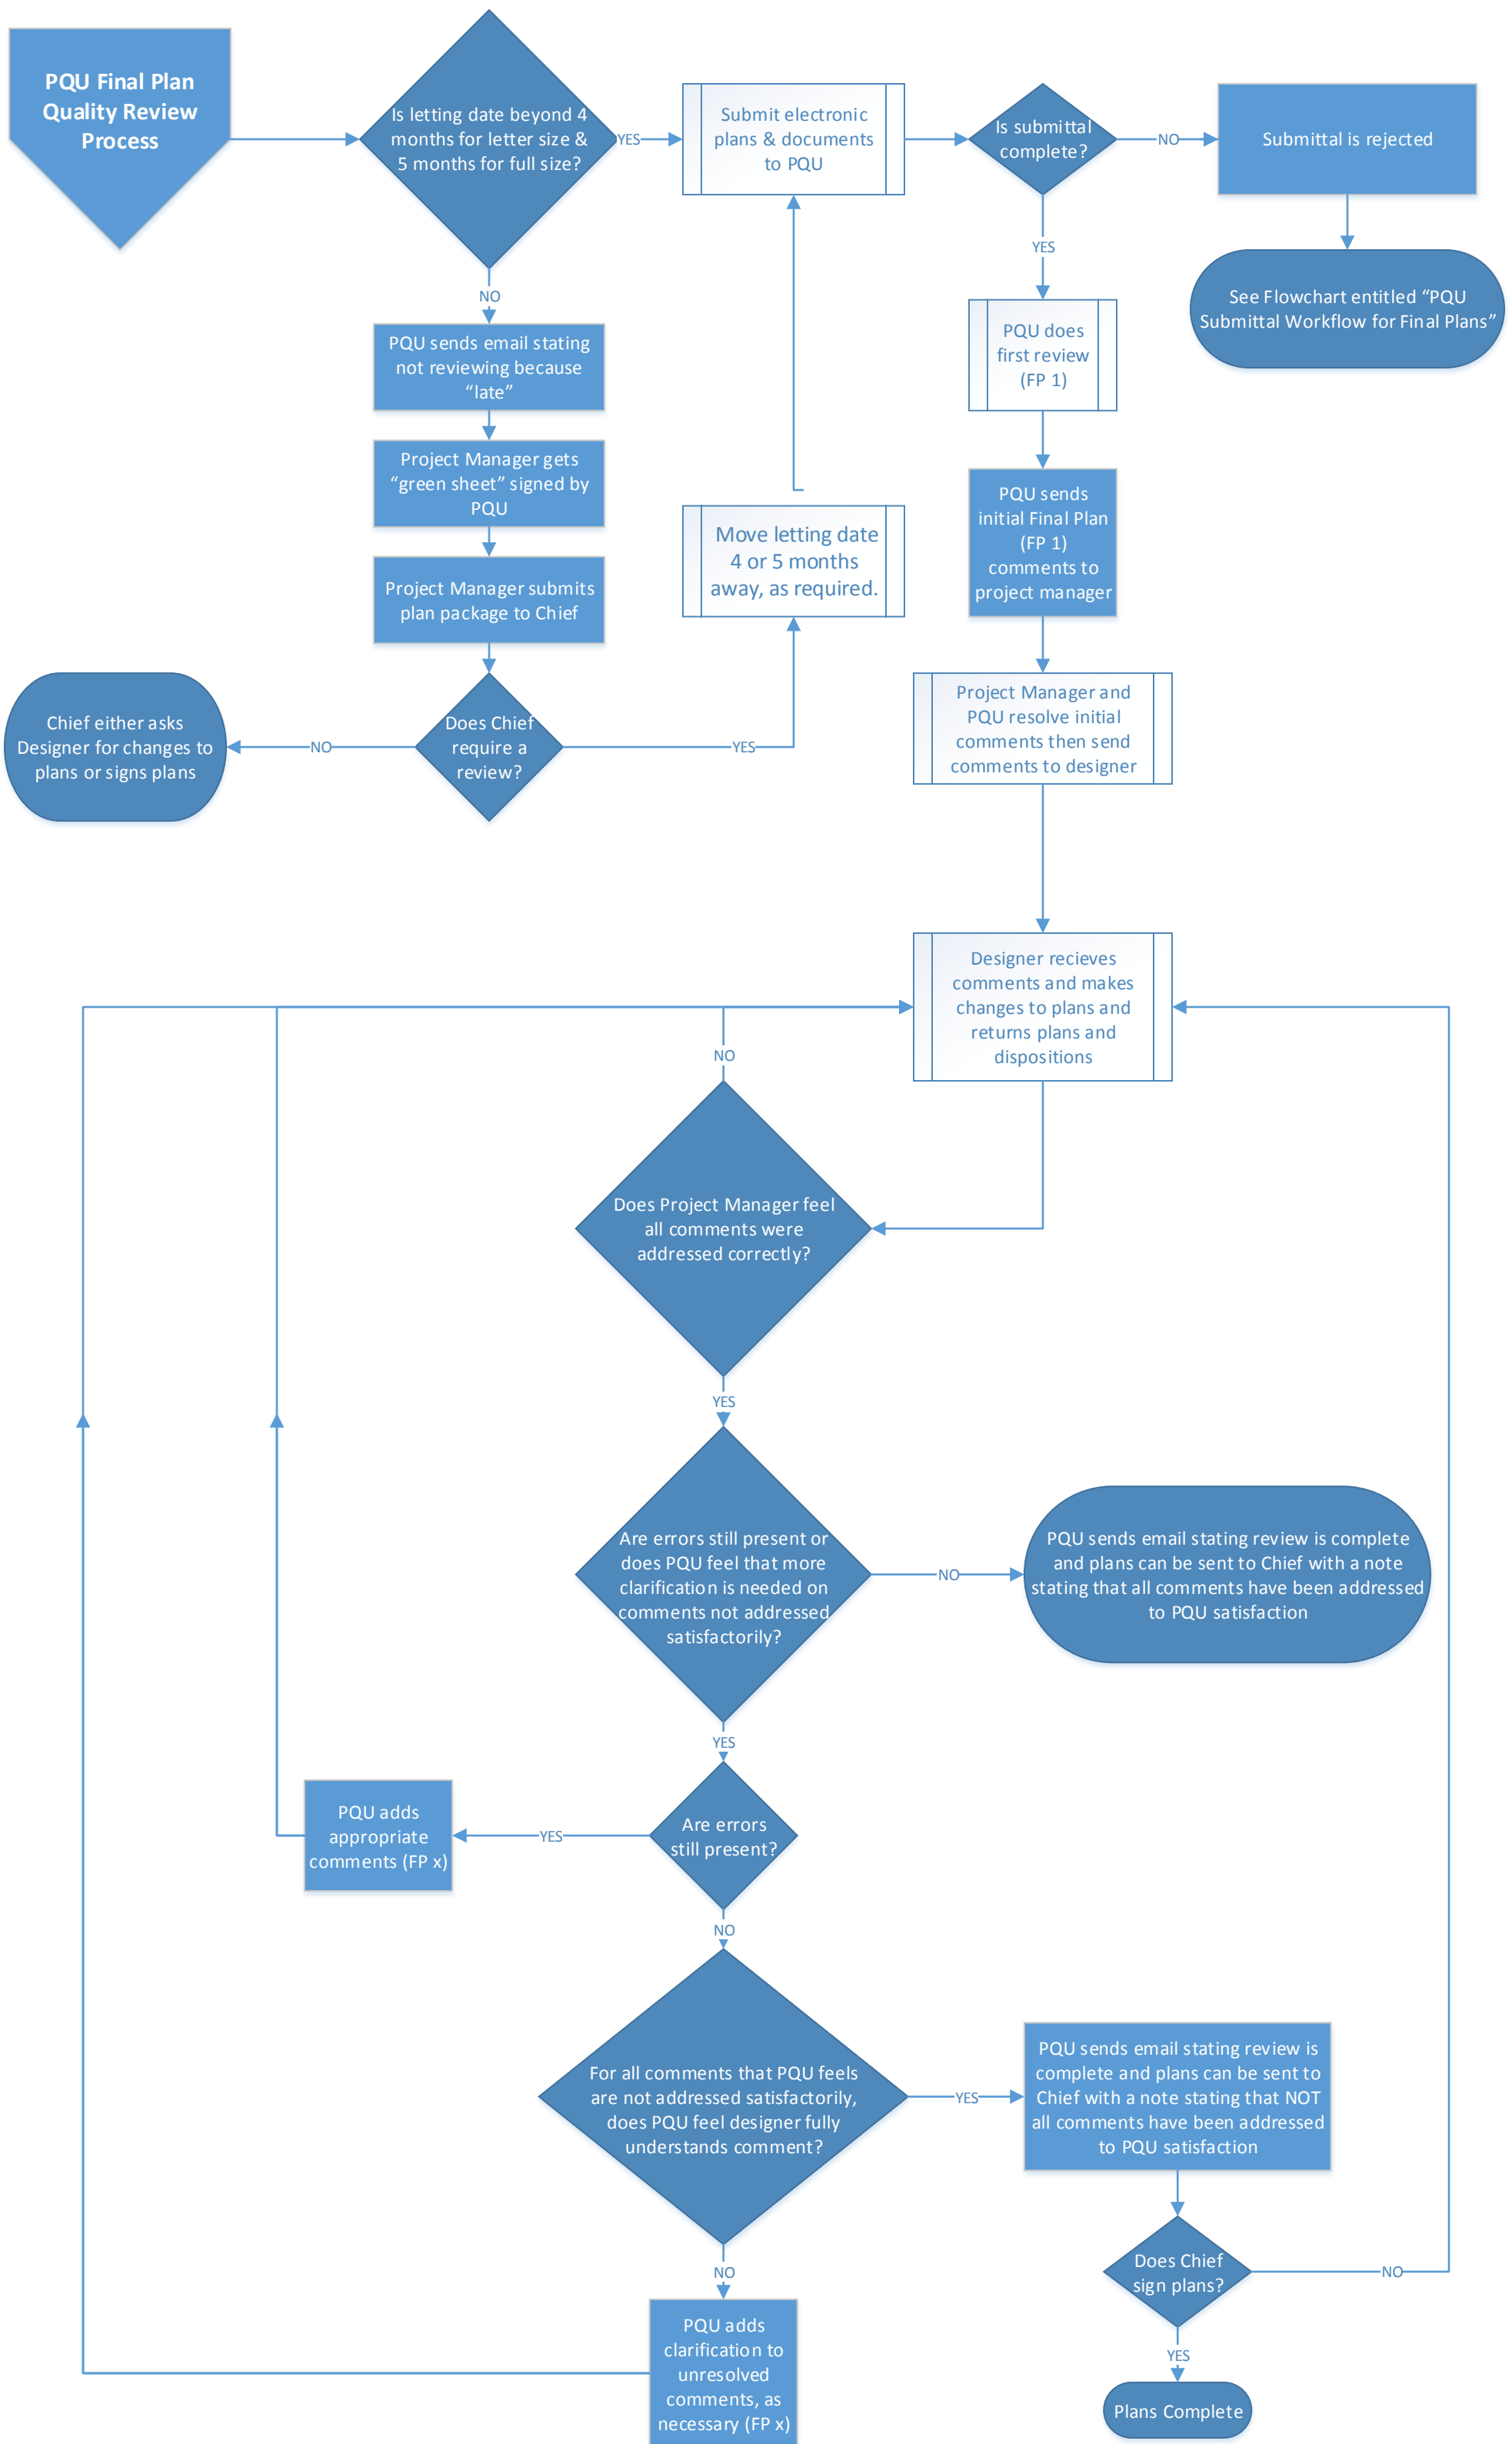 PQU Final Plan
Quality Review
Process
Is letting date beyond 4
months for letter size &
5 months for full size?
YES
Submit electronic
plans & documents
to PQU
Is submittal
complete?
NO
Submittal is rejected
See Flowchart entitled “PQU
Submittal Workflow for Final Plans”
YES
PQU does
first review
(FP 1)
PQU sends
initial Final Plan
(FP 1)
comments to
project manager
Project Manager and
PQU resolve initial
comments then send
comments to designer
NO
PQU sends email stating
not reviewing because
“late”
Project Manager gets
“green sheet” signed by
PQU
Project Manager submits
plan package to Chief
Does Chief
require a
review?
NO
Chief either asks
Designer for changes to
plans or signs plans
YES
Move letting date
4 or 5 months
away, as required.
Designer recieves
comments and makes
changes to plans and
returns plans and
dispositions
NO
Does Project Manager feel
all comments were
addressed correctly?
YES
Are errors still present or
does PQU feel that more
clarification is needed on
comments not addressed
satisfactorily?
NO
PQU sends email stating review is complete
and plans can be sent to Chief with a note
stating that all comments have been addressed
to PQU satisfaction
YES
Are errors
still present?
YES
PQU adds
appropriate
comments (FP x)
NO
For all comments that PQU feels
are not addressed satisfactorily,
does PQU feel designer fully
understands comment?
YES
PQU sends email stating review is
complete and plans can be sent to
Chief with a note stating that NOT
all comments have been addressed
to PQU satisfaction
Does Chief
sign plans?
NO
YES
Plans Complete
NO
PQU adds
clarification to
unresolved
comments, as
necessary (FP x)